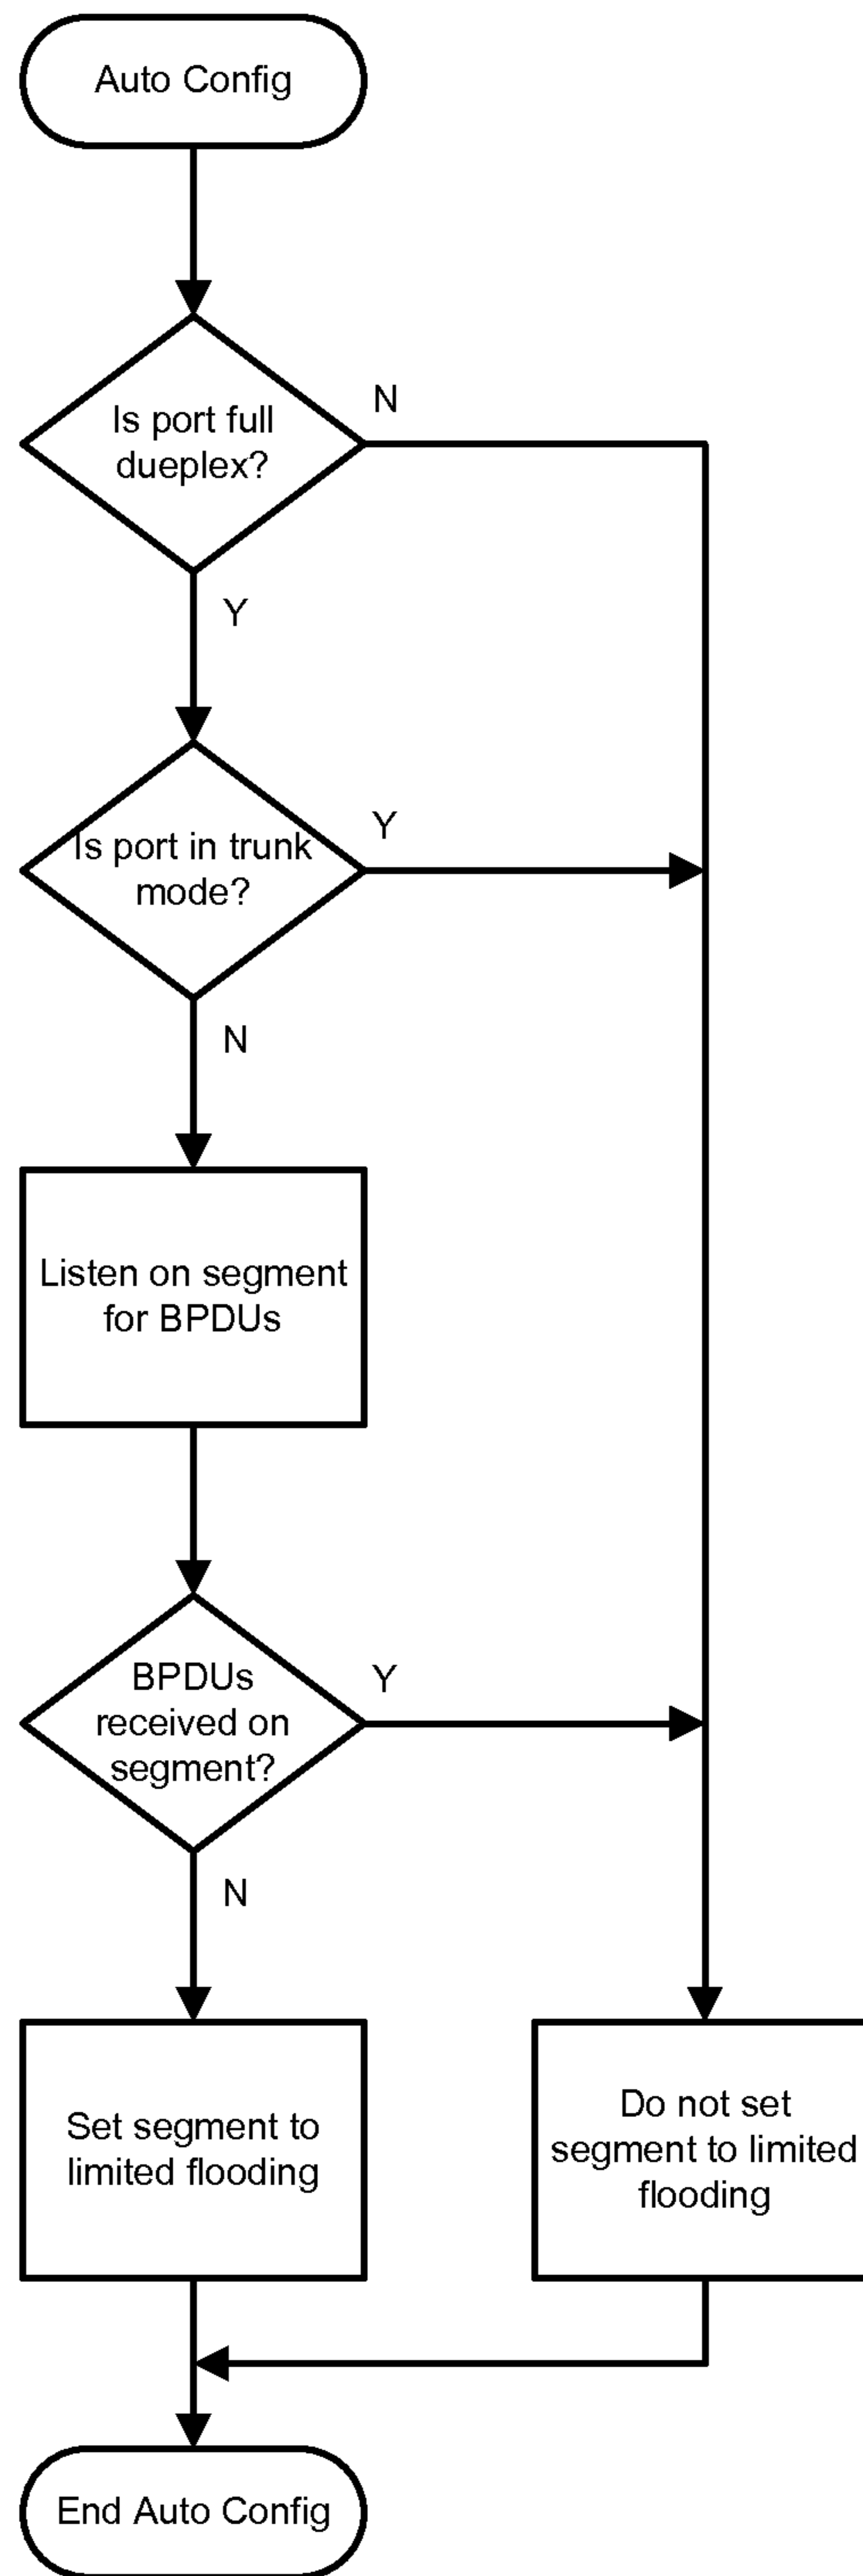 Auto Config
Is port full
dueplex?
N
Y
Is port in trunk
mode?
Y
N
Listen on segment
for BPDUs
BPDUs
received on
segment?
Y
N
Set segment to
limited flooding
Do not set
segment to limited
flooding
End Auto Config